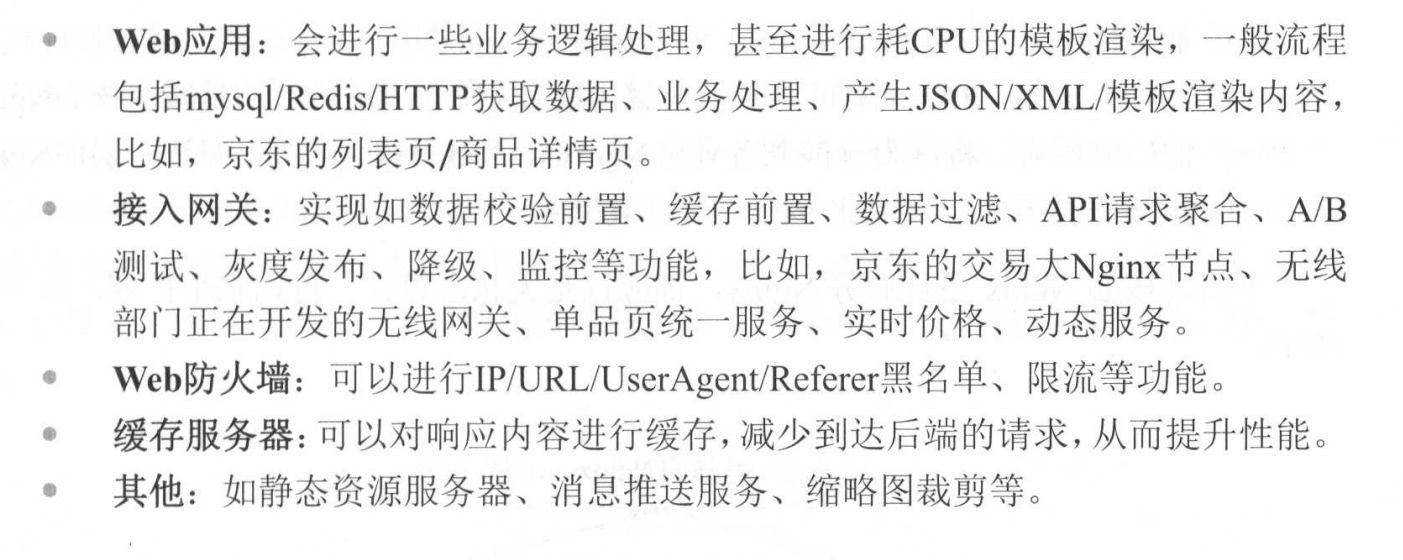 • Web应用：会进行一些业务逻辑处理，甚至进行耗CPU的模板渲染，一般流程
包括mysql/Redis/HTTP获取数据、业务处理、产生JSON/XML/模板渲染内容，
比如，京东的列表页/商品详情页。
• 接入网关：实现如数据校验前置、缓存前置、数据过滤、API请求聚合、A/B
测试、灰度发布、降级、监控等功能，比如，京东的交易大Nginx节点、无线
部门正在开发的无线网关、单品页统一服务、实时价格、动态服务。
• Web防火墙：可以进行IP/URL/UserAgent/Referer黑名单、限流等功能。
• 缓存服务器：可以对响应内容进行缓存，减少到达后端的请求，从而提升性能。
• 其他：如静态资源服务器、消息推送服务、缩略图裁剪等。